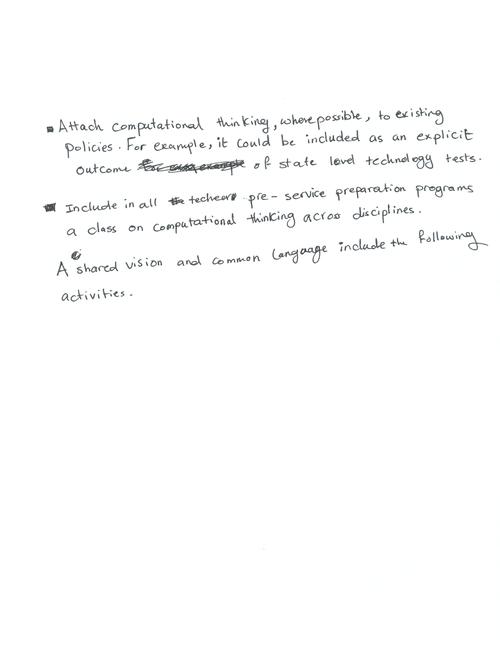 ▪ Attach computational thinking, where possible, to existing
policies. For example, it could be included as an explicit
outcome of state level technology tests.
▪ Include in all techears pre-service preparation programs
a class on computational thinking across disciplines.
A shared vision and common language include the following
activities.